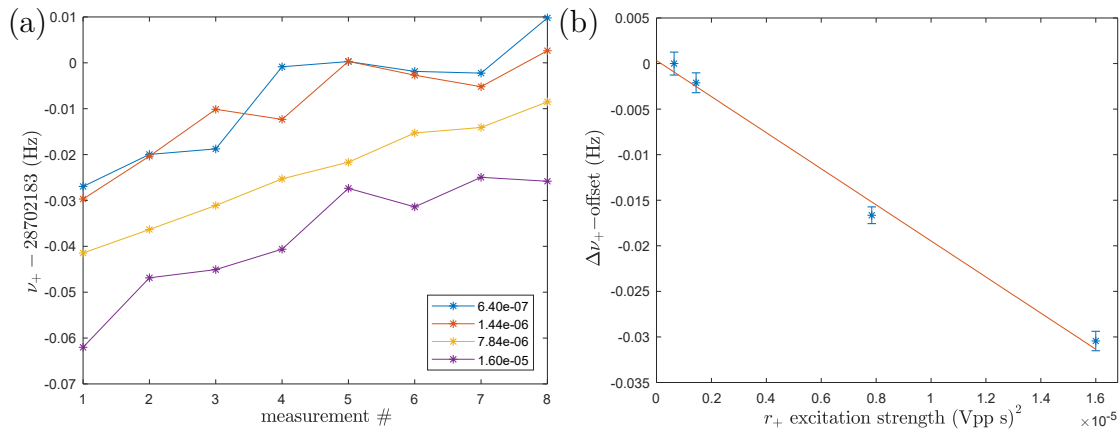 (a)
0.01
0
-0.01
-0.02
-0.03
-0.04
-0.05
-0.06
-0.07
ν₊ − 28702183 (Hz)
1 2 3 4 5 6 7 8
measurement #
6.40e-07
1.44e-06
7.84e-06
1.60e-05
(b)
0.005
0
-0.005
-0.01
-0.015
-0.02
-0.025
-0.03
-0.035
Δν₊−offset (Hz)
0 0.2 0.4 0.6 0.8 1 1.2 1.4 1.6
×10⁻⁵
r₊ excitation strength (Vpp s)²